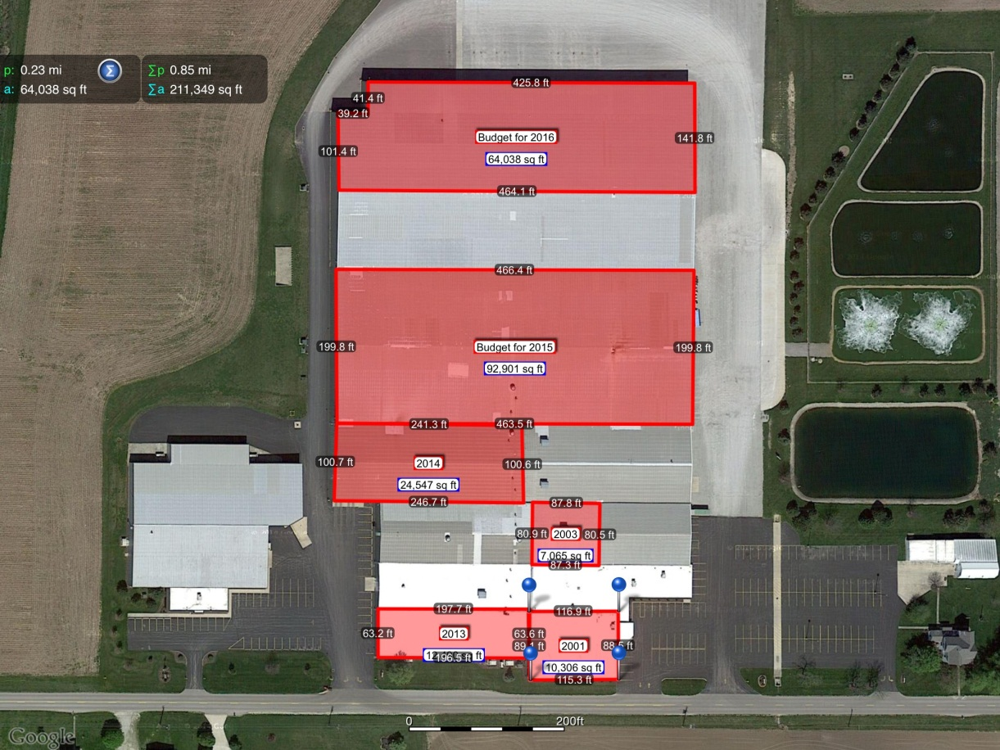 p: 0.23 mi
Σ
∑p 0.85 mi
a: 64,038 sq ft
∑a 211,349 sq ft
425.8 ft
41.4 ft
39.2 ft
Budget for 2016
141.8 ft
101.4 ft
64,038 sq ft
464.1 ft
466.4 ft
199.8 ft
Budget for 2015
199.8 ft
92,901 sq ft
241.3 ft
463.5 ft
100.7 ft
2014
100.6 ft
24,547 sq ft
246.7 ft
87.8 ft
80.9 ft
2003
80.5 ft
7,065 sq ft
87.3 ft
197.7 ft
116.9 ft
63.2 ft
2013
63.6 ft
2001
196.5 ft
10,306 sq ft
115.3 ft
0
200ft
Google